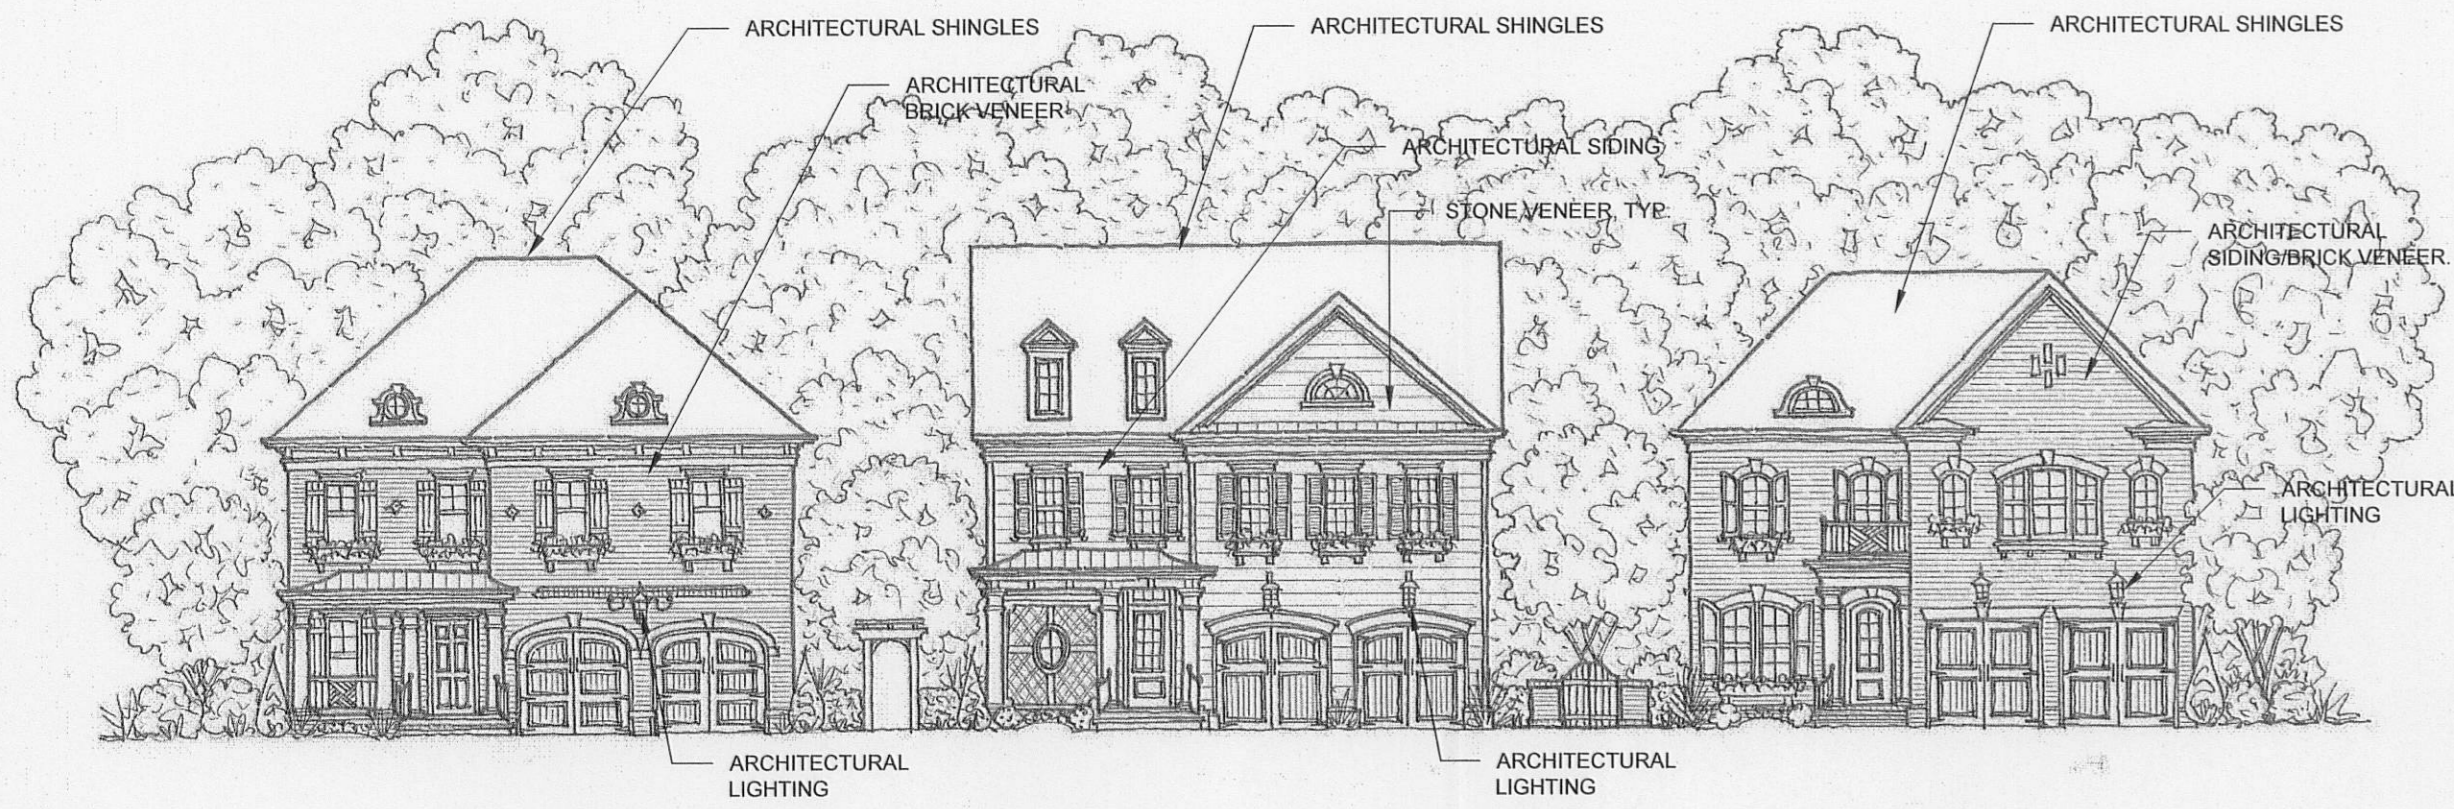 ARCHITECTURAL SHINGLES
ARCHITECTURAL SHINGLES
ARCHITECTURAL SHINGLES
ARCHITECTURAL
BRICK VENEER
ARCHITECTURAL SIDING
STONE VENEER, TYP.
ARCHITECTURAL
SIDING/BRICK VENEER.
ARCHITECTURAL
LIGHTING
ARCHITECTURAL
LIGHTING
ARCHITECTURAL
LIGHTING